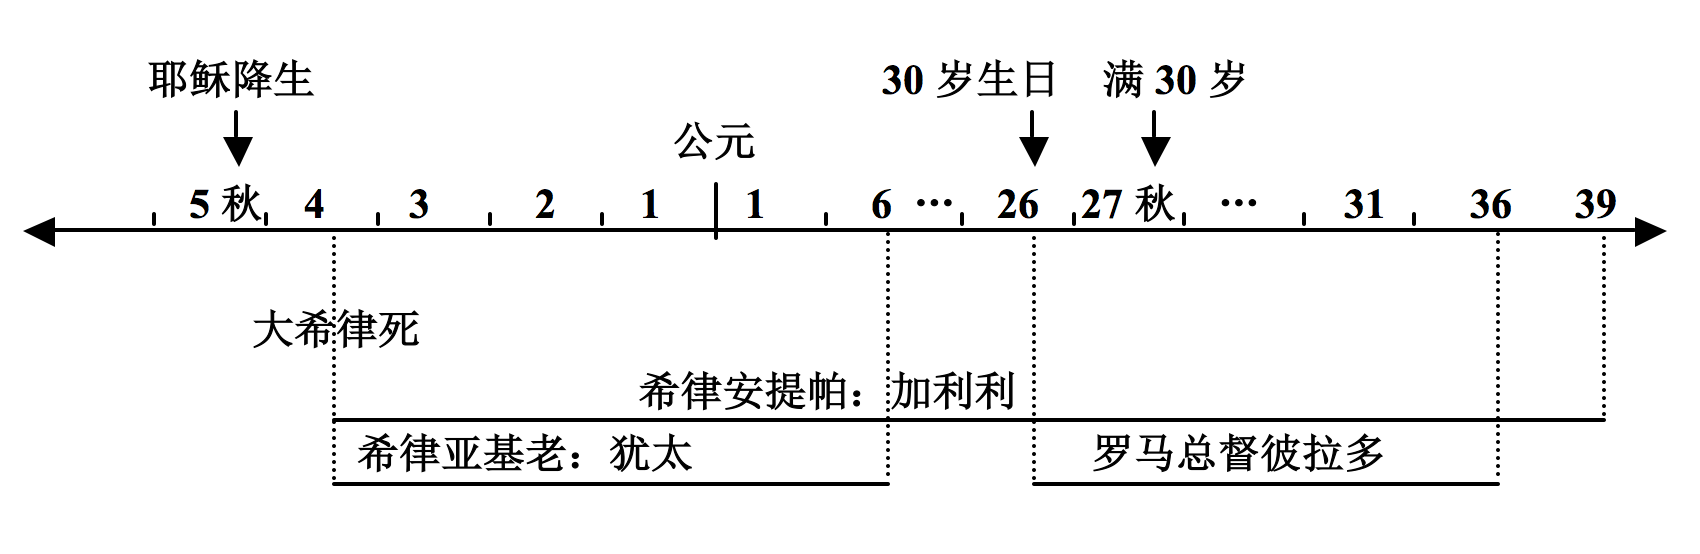 耶稣降生 30 岁生日 满 30 岁
公元
5 秋 4 3 2 1 1 6 … 26 27 秋 … 31 36 39
大希律死
希律安提帕：加利利
希律亚基老：犹太 罗马总督彼拉多